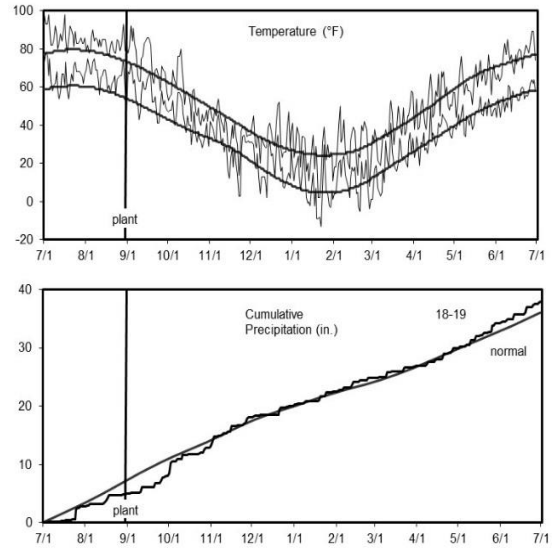 Temperature (°F)
100
80
60
40
20
0
-20
plant
7/1 8/1 9/1 10/1 11/1 12/1 1/1 2/1 3/1 4/1 5/1 6/1 7/1
Cumulative
Precipitation (in.)
18-19
normal
40
30
20
10
0
plant
7/1 8/1 9/1 10/1 11/1 12/1 1/1 2/1 3/1 4/1 5/1 6/1 7/1